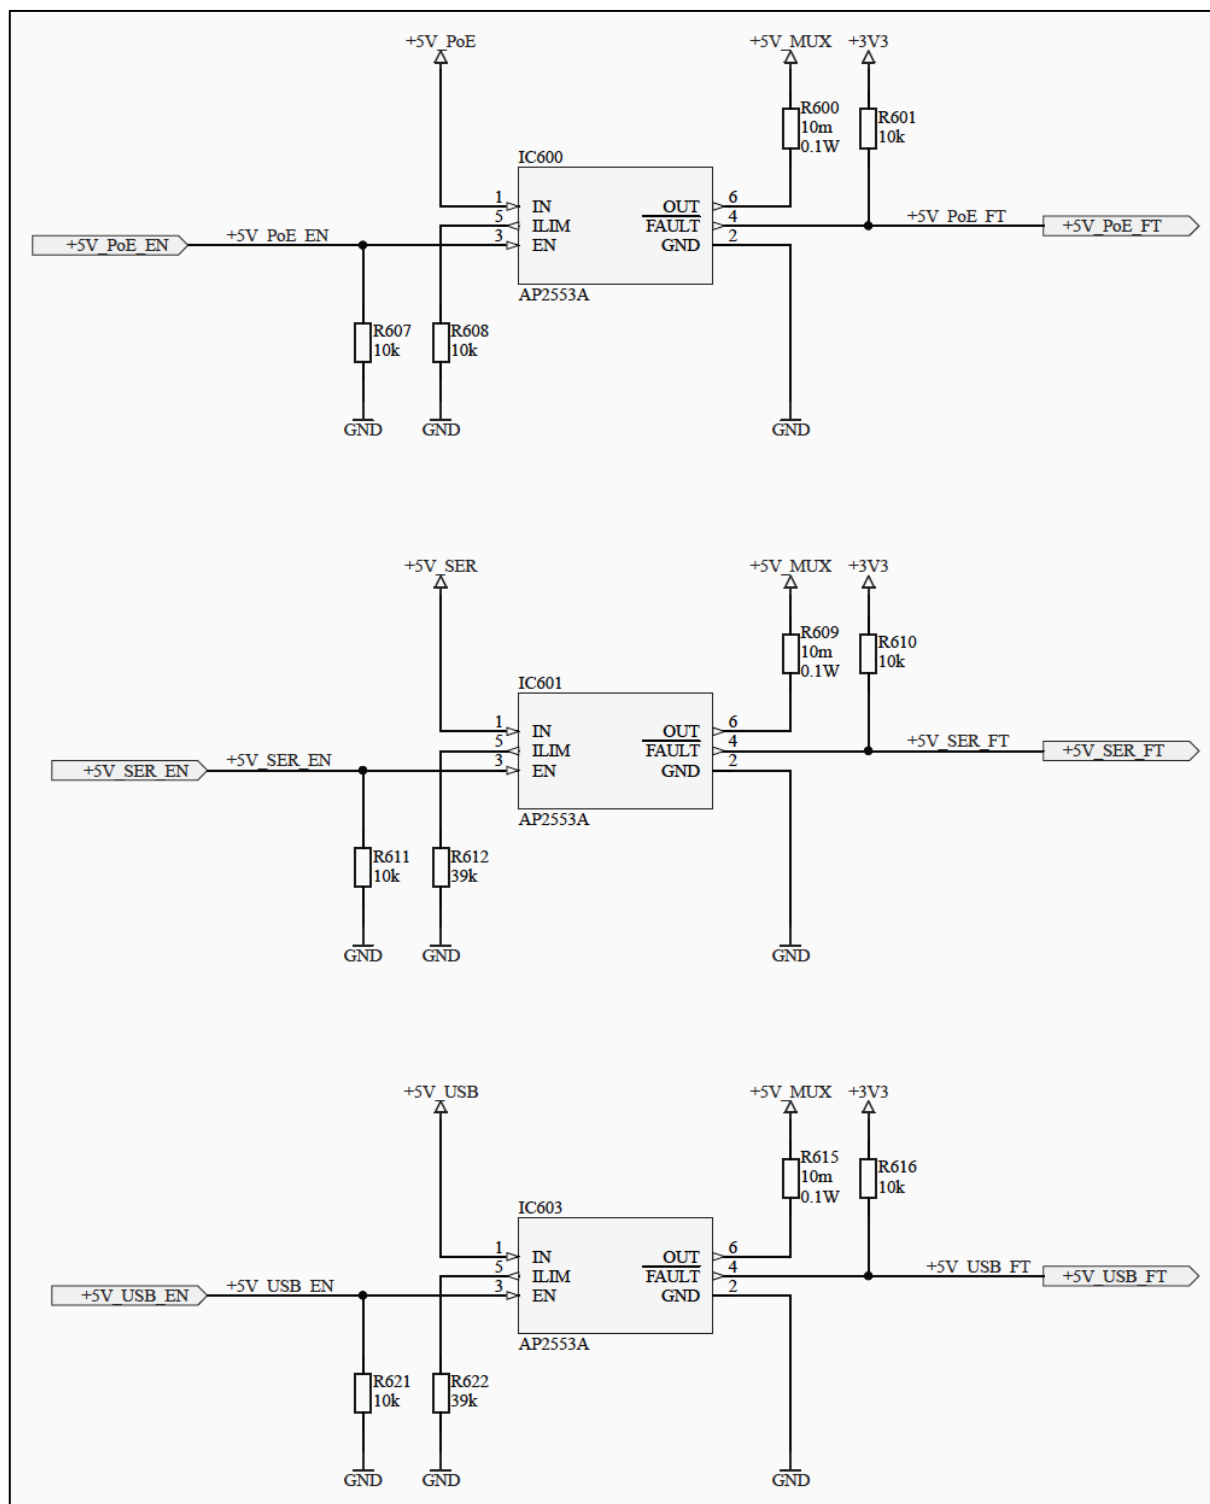 +5V_PoE
+5V_MUX +3V3
R600
10m
0.1W
R601
10k
IC600
1 IN OUT 6
5 ILIM FAULT 4 +5V_PoE_FT +5V_PoE_FT
+5V_PoE_EN +5V_PoE_EN 3 EN GND 2
AP2553A
R607
10k
R608
10k
GND GND GND
+5V_SER
+5V_MUX +3V3
R609
10m
0.1W
R610
10k
IC601
1 IN OUT 6
5 ILIM FAULT 4 +5V_SER_FT +5V_SER_FT
+5V_SER_EN +5V_SER_EN 3 EN GND 2
AP2553A
R611
10k
R612
39k
GND GND GND
+5V_USB
+5V_MUX +3V3
R615
10m
0.1W
R616
10k
IC603
1 IN OUT 6
5 ILIM FAULT 4 +5V_USB_FT +5V_USB_FT
+5V_USB_EN +5V_USB_EN 3 EN GND 2
AP2553A
R621
10k
R622
39k
GND GND GND